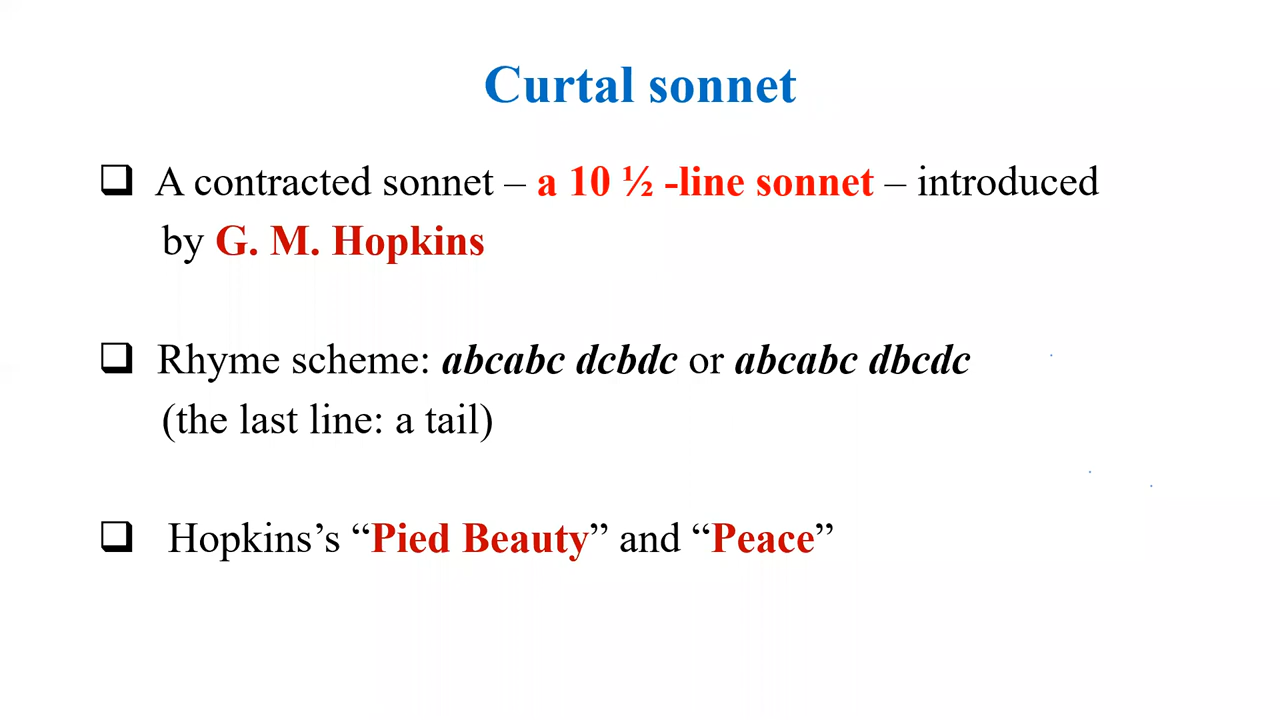 Curtal sonnet
❑ A contracted sonnet – a 10 ½ -line sonnet – introduced
by G. M. Hopkins
❑ Rhyme scheme: abcabc dcbdc or abcabc dbcdc
(the last line: a tail)
❑ Hopkins’s “Pied Beauty” and “Peace”